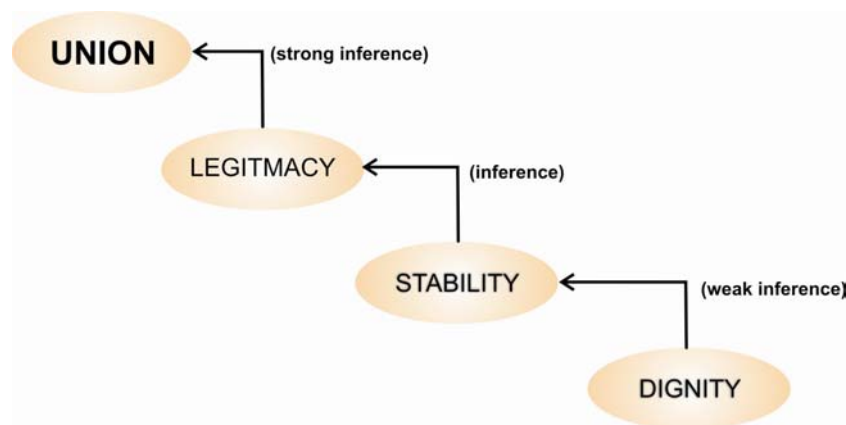 UNION
(strong inference)
LEGITMACY
(inference)
STABILITY
(weak inference)
DIGNITY